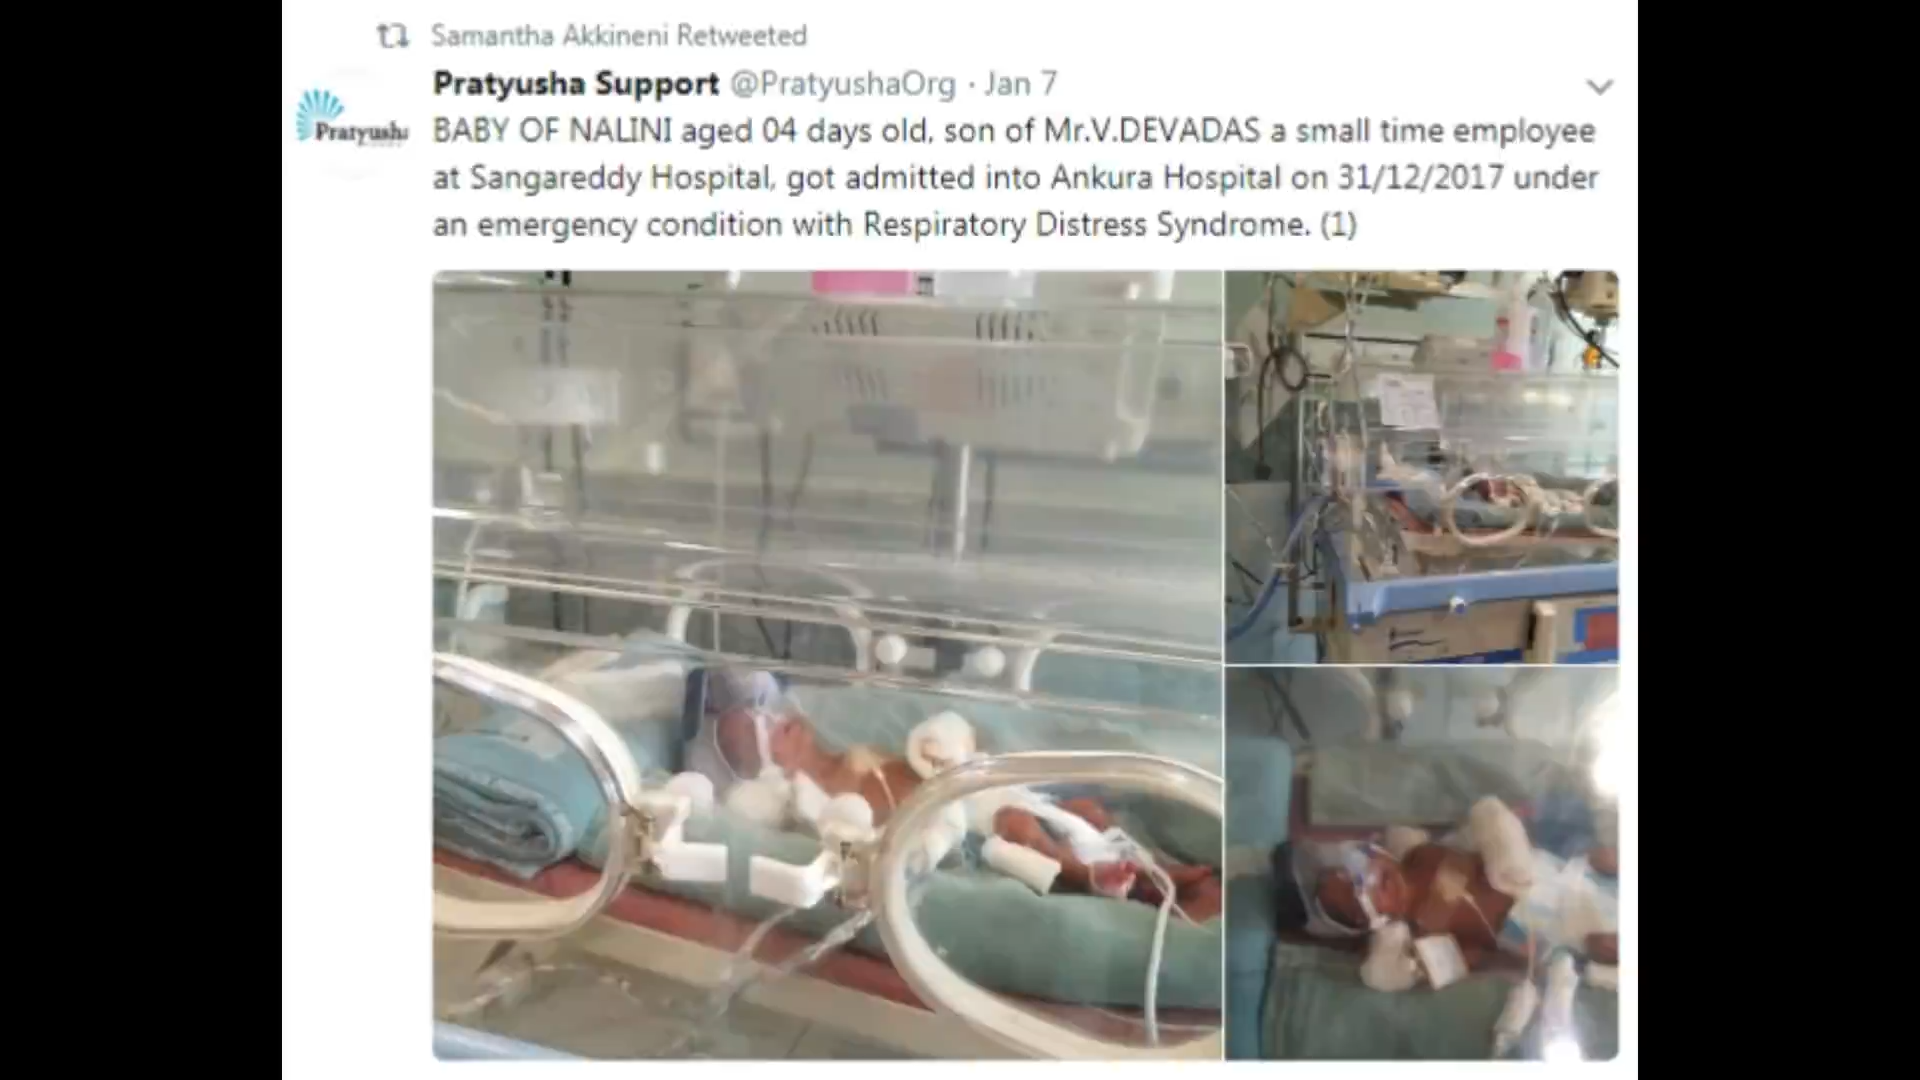 Samantha Akkineni Retweeted
Pratyusha Support @PratyushaOrg · Jan 7
Pratyusha
BABY OF NALINI aged 04 days old, son of Mr.V.DEVADAS a small time employee
at Sangareddy Hospital, got admitted into Ankura Hospital on 31/12/2017 under
an emergency condition with Respiratory Distress Syndrome. (1)